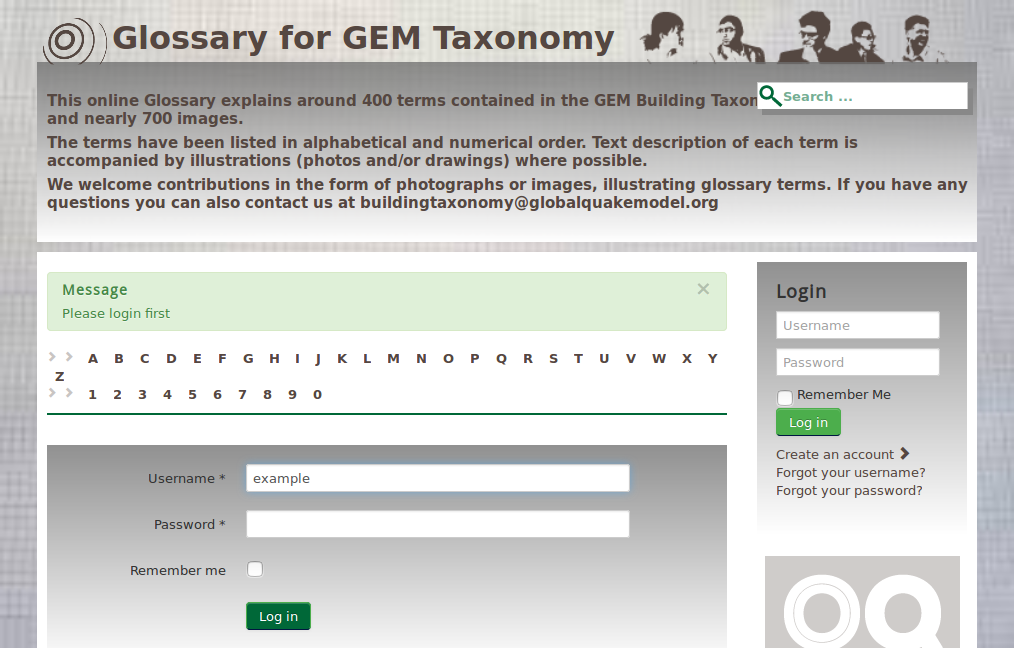 Glossary for GEM Taxonomy
This online Glossary explains around 400 terms contained in the GEM Building
and nearly 700 images.
Search ...
The terms have been listed in alphabetical and numerical order. Text description of each term is
accompanied by illustrations (photos and/or drawings) where possible.
We welcome contributions in the form of photographs or images, illustrating glossary terms. If you have any
questions you can also contact us at buildingtaxonomy@globalquakemodel.org
Message
Please login first
A B C D E F G H I J K L M N O P Q R S T U V W X Y
Z
1 2 3 4 5 6 7 8 9 0
Username * example
Password *
Remember me
Log in
Login
Username
Password
Remember Me
Log in
Create an account
Forgot your username?
Forgot your password?
OQ